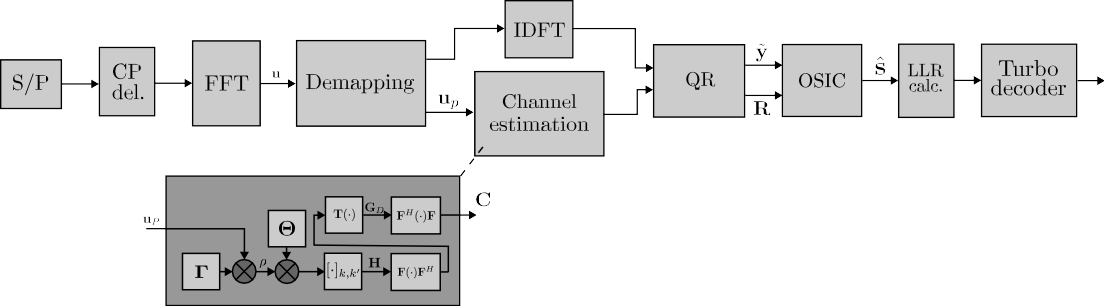 S/P
CP
del.
FFT
u
Demapping
u_p
IDFT
Channel
estimation
QR
ỹ
R
OSIC
Ŝ̃
LLR
calc.
Turbo
decoder
u_p
Γ
Θ
ρ
[·]_{k,k'}
H
F(·)F^H
T(·)
G_D
F^H(·)F
C